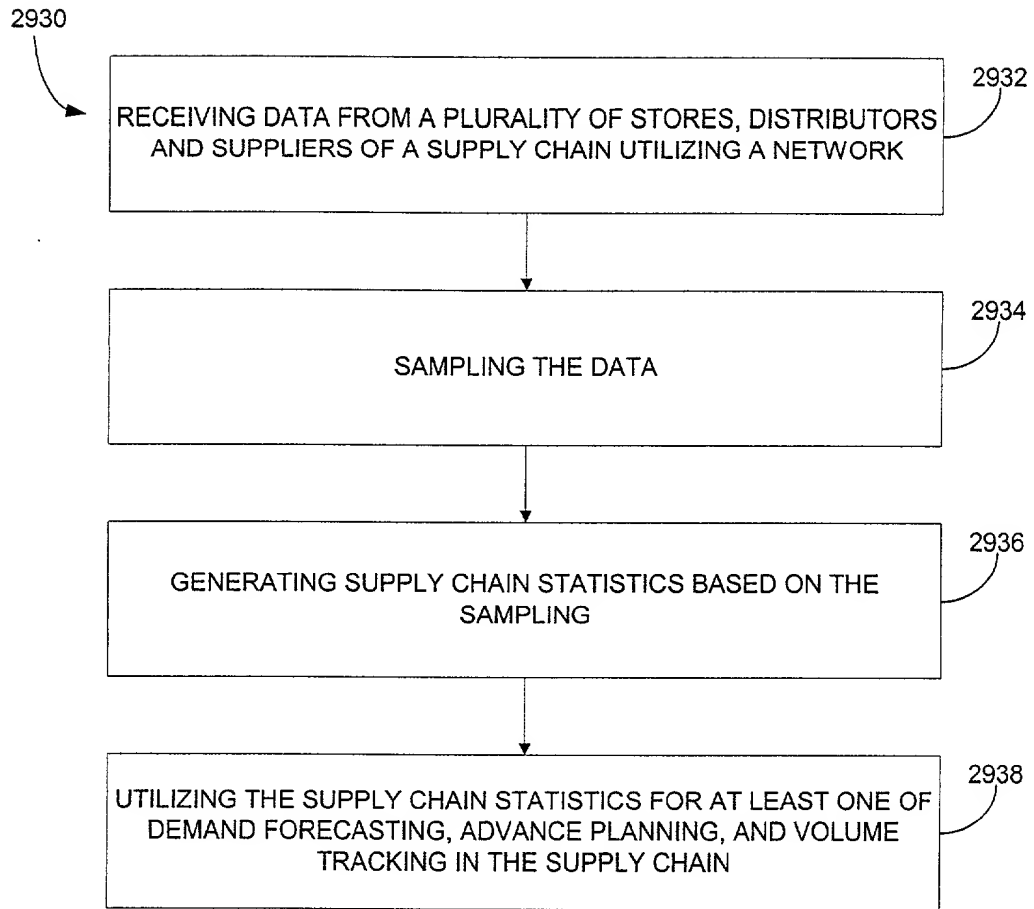 2930
2932
RECEIVING DATA FROM A PLURALITY OF STORES, DISTRIBUTORS
AND SUPPLIERS OF A SUPPLY CHAIN UTILIZING A NETWORK
2934
SAMPLING THE DATA
2936
GENERATING SUPPLY CHAIN STATISTICS BASED ON THE
SAMPLING
2938
UTILIZING THE SUPPLY CHAIN STATISTICS FOR AT LEAST ONE OF
DEMAND FORECASTING, ADVANCE PLANNING, AND VOLUME
TRACKING IN THE SUPPLY CHAIN